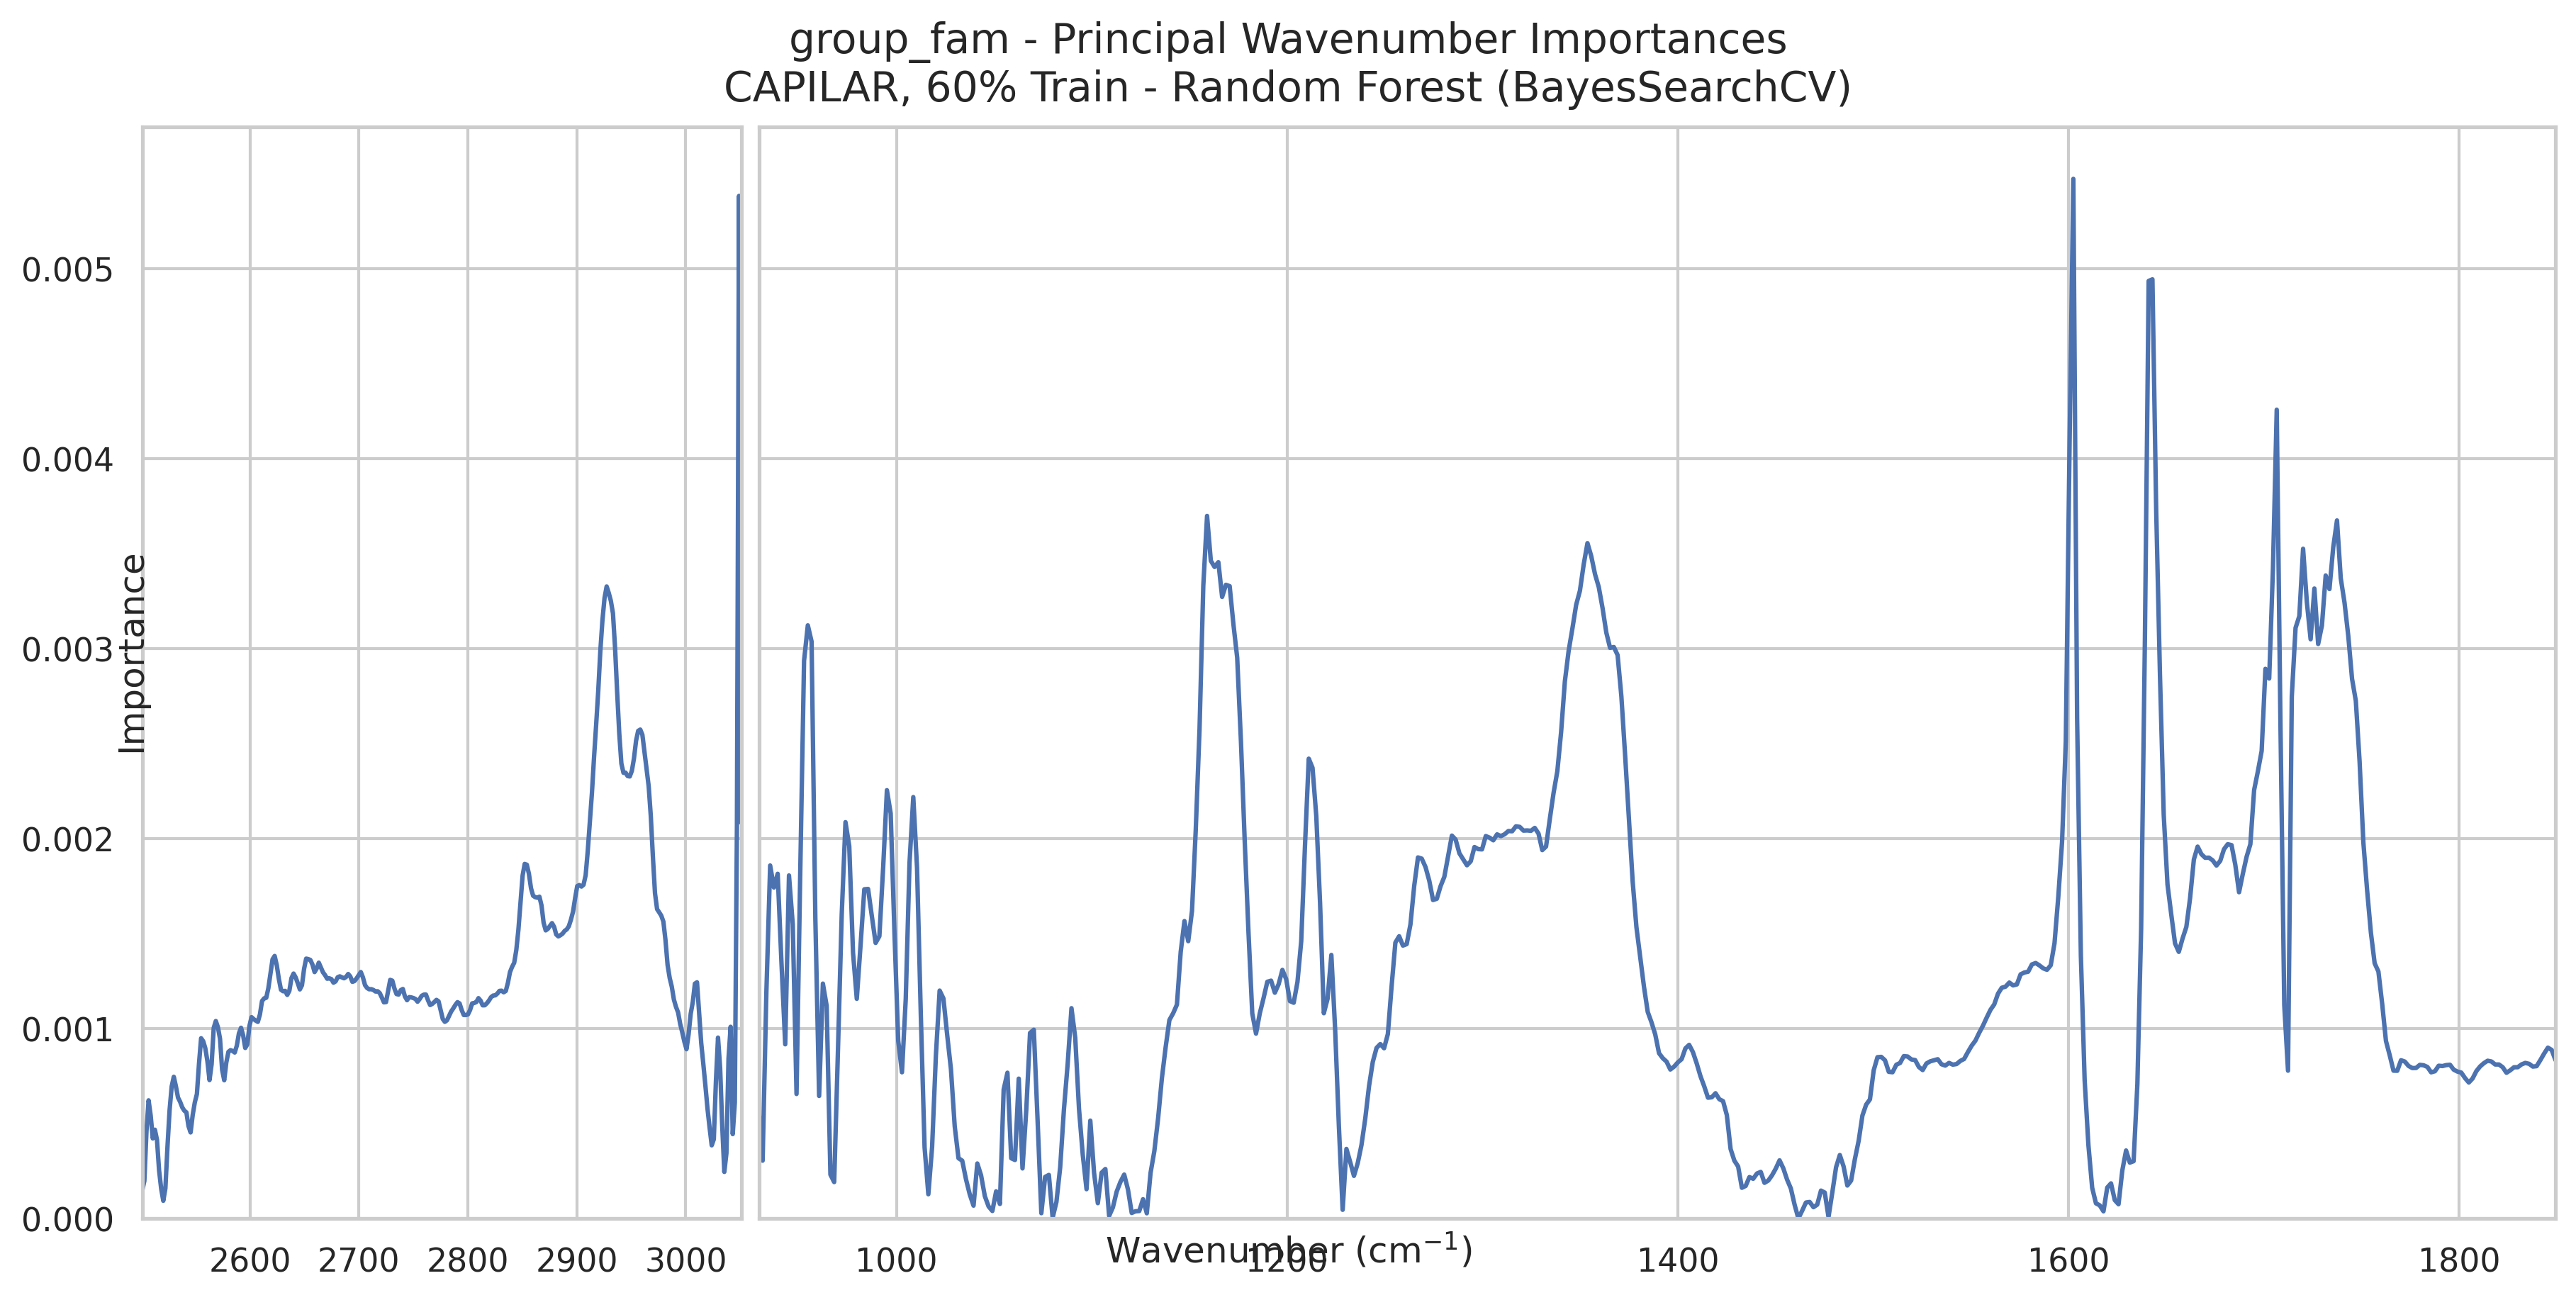 group_fam - Principal Wavenumber Importances
CAPILAR, 60% Train - Random Forest (BayesSearchCV)
Importance
0.005
0.004
0.003
0.002
0.001
0.000
2600 2700 2800 2900 3000 1000 1200 1400 1600 1800
Wavenumber (cm⁻¹)